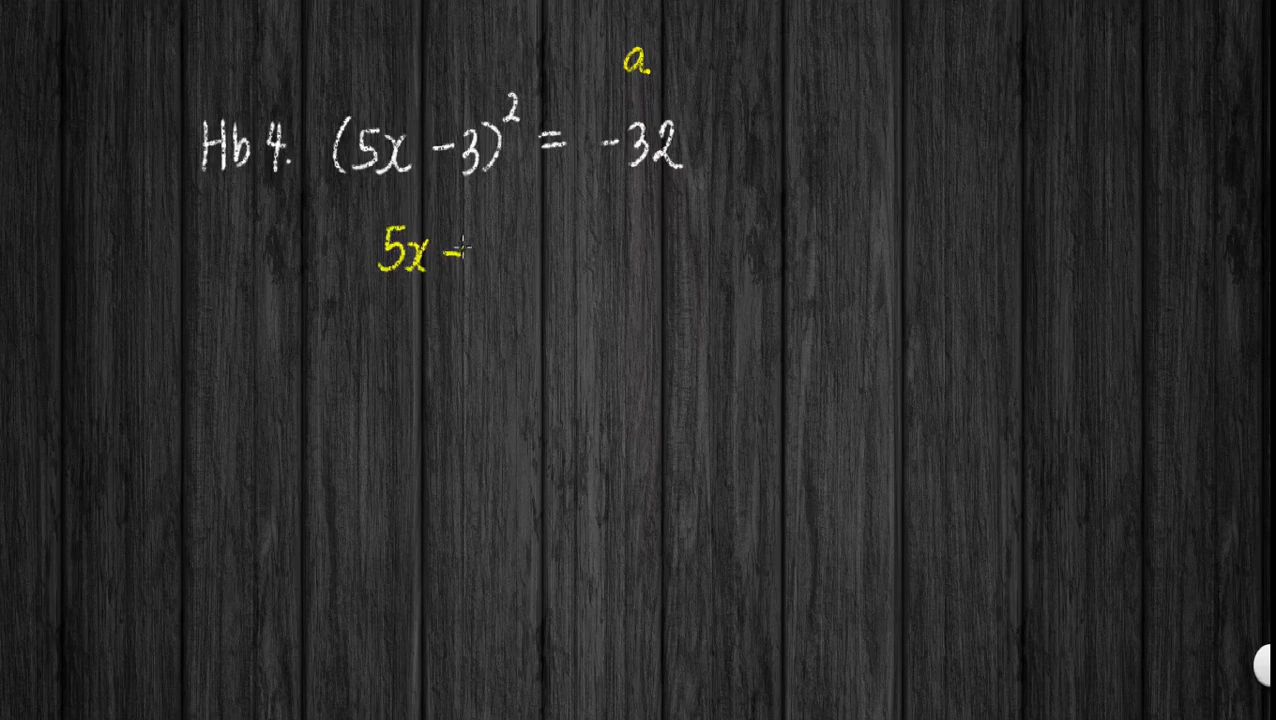 a.
Hb 4. (5x - 3)² = -32
5x -